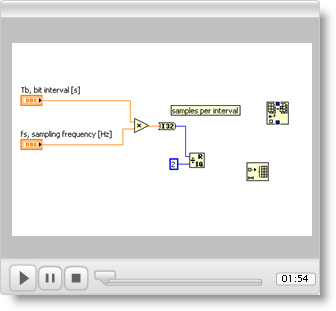 Tb, bit interval [s]
DBL
samples per interval
I32
fs, sampling frequency [Hz]
DBL
2
R
IQ
01:54